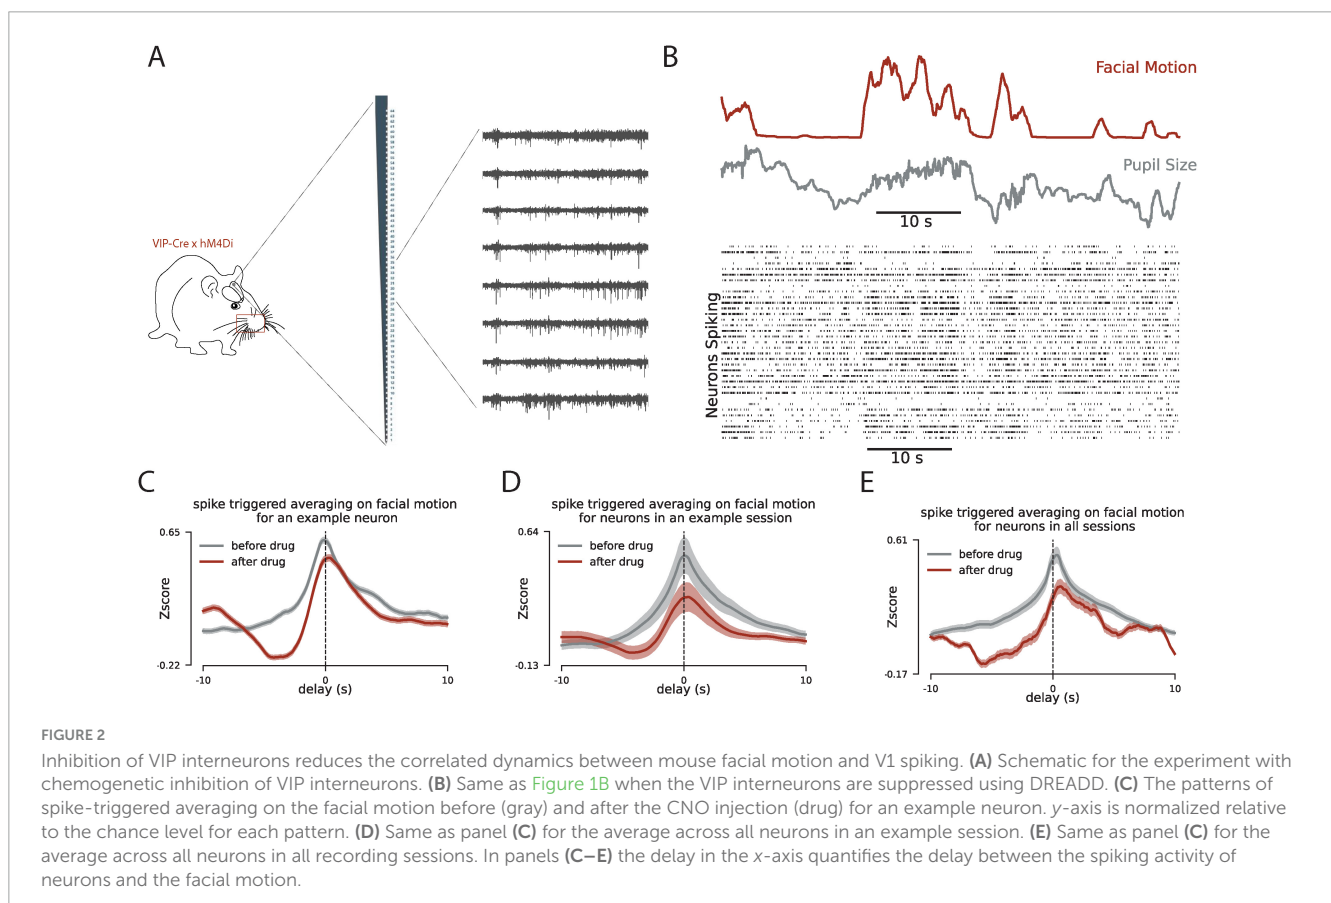 A
VIP-Cre x hM4Di
B
Facial Motion
Pupil Size
10 s
Neurons Spiking
10 s
C
spike triggered averaging on facial motion
for an example neuron
0.65
before drug
after drug
Zscore
-0.22
-10
0
10
delay (s)
D
spike triggered averaging on facial motion
for neurons in an example session
0.64
before drug
after drug
Zscore
-0.13
-10
0
10
delay (s)
E
spike triggered averaging on facial motion
for neurons in all sessions
0.61
before drug
after drug
Zscore
-0.17
-10
0
10
delay (s)
FIGURE 2
Inhibition of VIP interneurons reduces the correlated dynamics between mouse facial motion and V1 spiking. (A) Schematic for the experiment with
chemogenetic inhibition of VIP interneurons. (B) Same as Figure 1B when the VIP interneurons are suppressed using DREADD. (C) The patterns of
spike-triggered averaging on the facial motion before (gray) and after the CNO injection (drug) for an example neuron. y-axis is normalized relative
to the chance level for each pattern. (D) Same as panel (C) for the average across all neurons in an example session. (E) Same as panel (C) for the
average across all neurons in all recording sessions. In panels (C–E) the delay in the x-axis quantifies the delay between the spiking activity of
neurons and the facial motion.